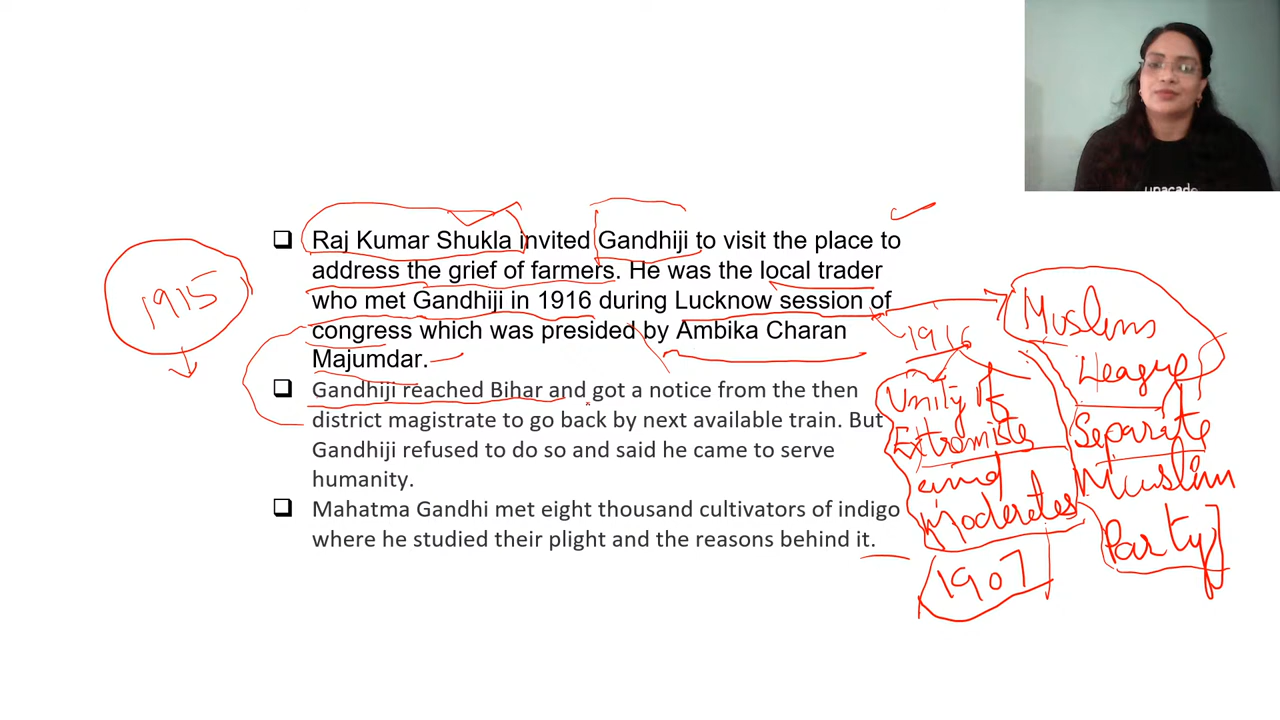 unacade
Raj Kumar Shukla invited Gandhiji to visit the place to
address the grief of farmers. He was the local trader
who met Gandhiji in 1916 during Lucknow session of
congress which was presided by Ambika Charan
Majumdar.
Gandhiji reached Bihar and got a notice from the then
district magistrate to go back by next available train. But
Gandhiji refused to do so and said he came to serve
humanity.
Mahatma Gandhi met eight thousand cultivators of indigo
where he studied their plight and the reasons behind it.
1915
1916
Unity of
Extromists
and
Moderetes
1907
Muslims
League
Separate
Muslim
Party]